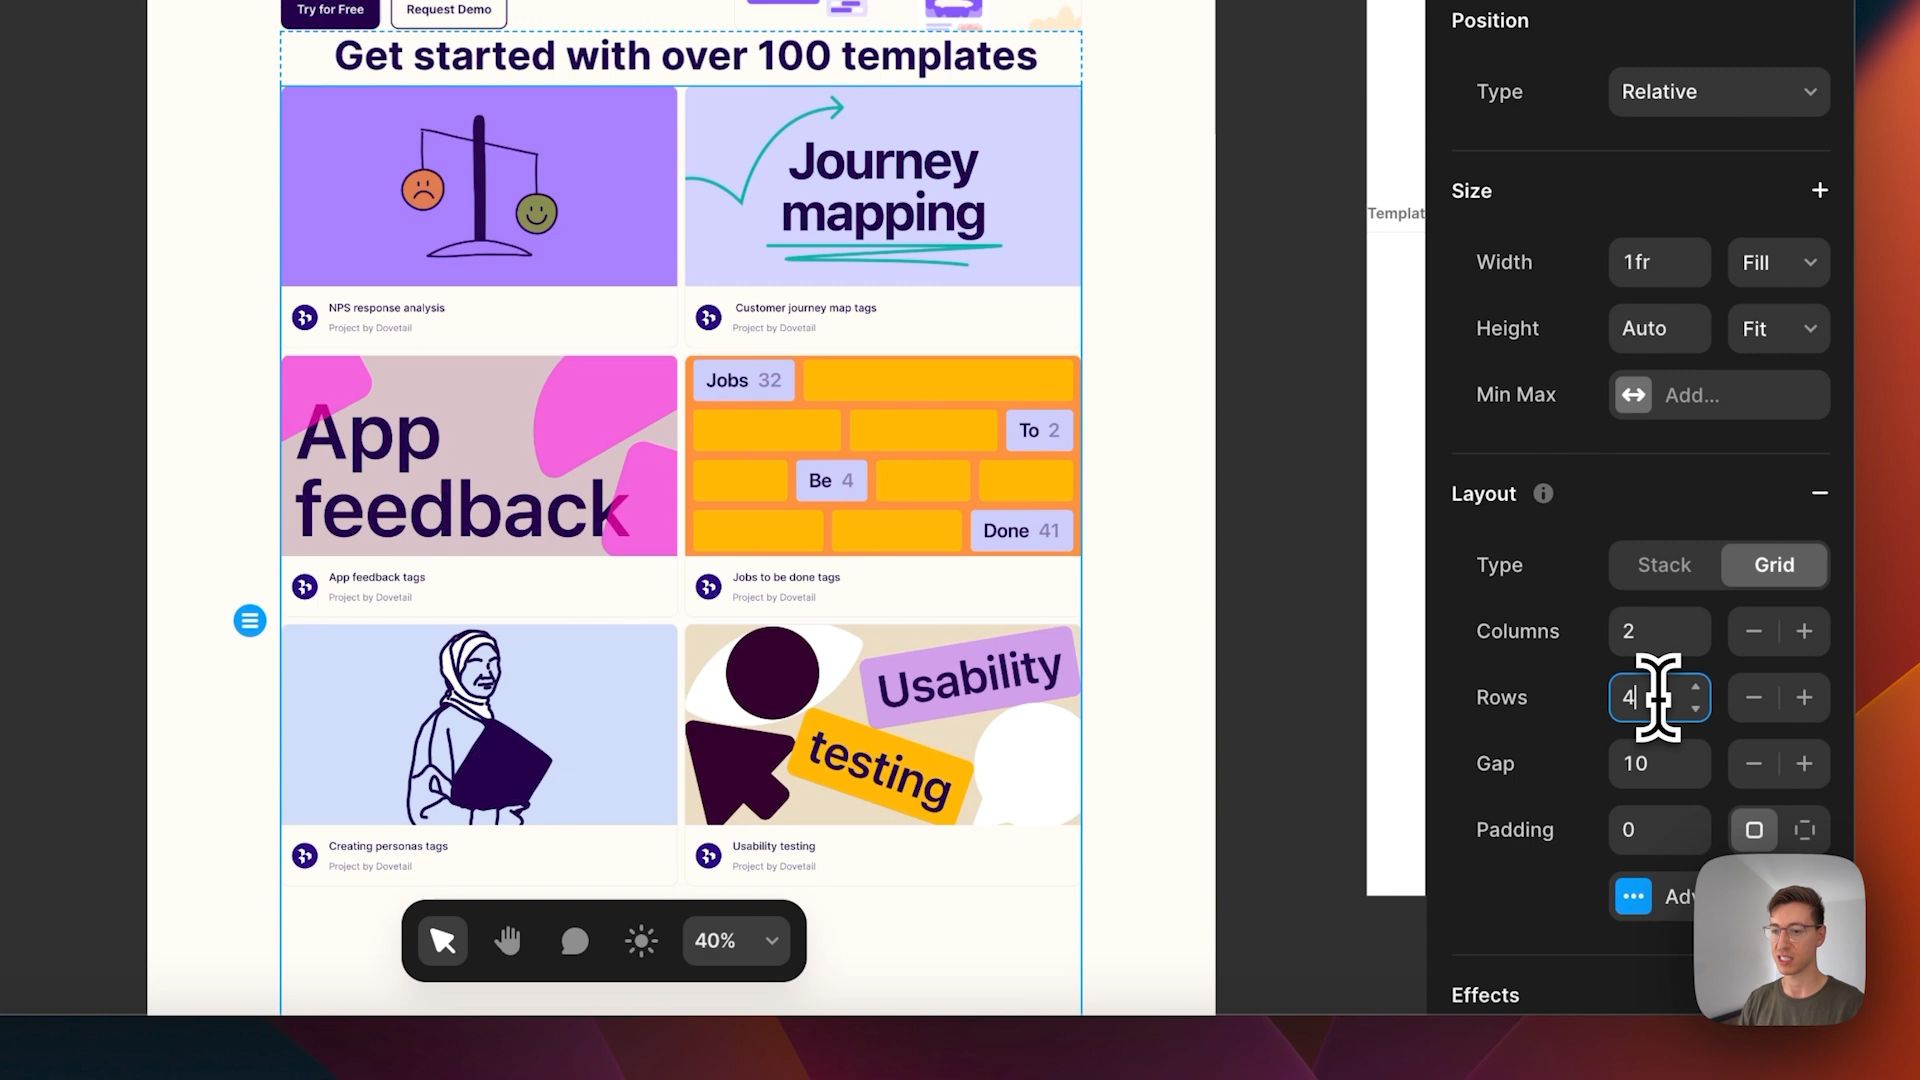 Try for Free
Request Demo
Get started with over 100 templates
Journey
mapping
NPS response analysis
Project by Dovetail
Customer journey map tags
Project by Dovetail
App
feedback
Jobs 32
To 2
Be 4
Done 41
App feedback tags
Project by Dovetail
Jobs to be done tags
Project by Dovetail
Usability
testing
Creating personas tags
Project by Dovetail
Usability testing
Project by Dovetail
40%
Templat
Position
Type
Relative
Size
Width
1fr
Fill
Height
Auto
Fit
Min Max
Add...
Layout
Type
Stack
Grid
Columns
2
Rows
4
Gap
10
Padding
0
Adv
Effects